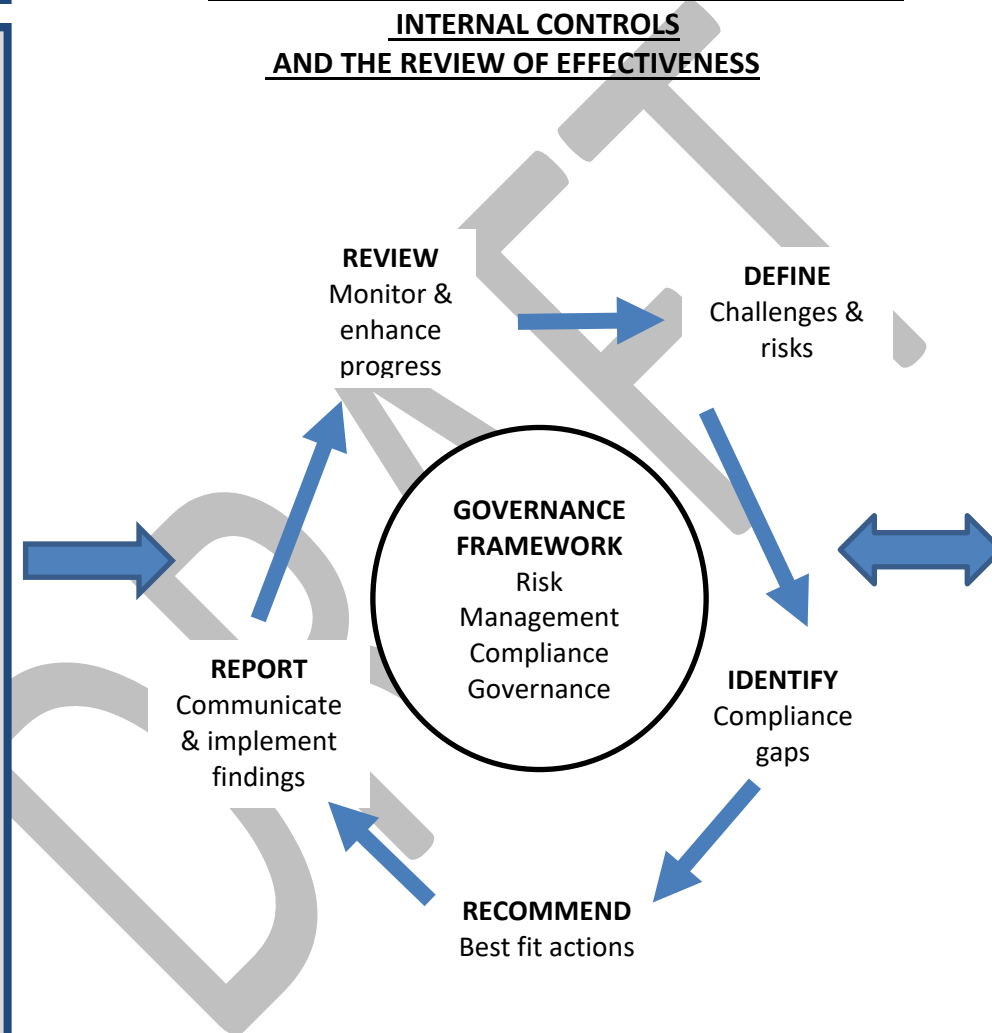 INTERNAL CONTROLS
AND THE REVIEW OF EFFECTIVENESS
REVIEW
Monitor &
enhance
progress
DEFINE
Challenges &
risks
GOVERNANCE
FRAMEWORK
Risk
Management
Compliance
Governance
IDENTIFY
Compliance
gaps
REPORT
Communicate
& implement
findings
RECOMMEND
Best fit actions
DRAFT